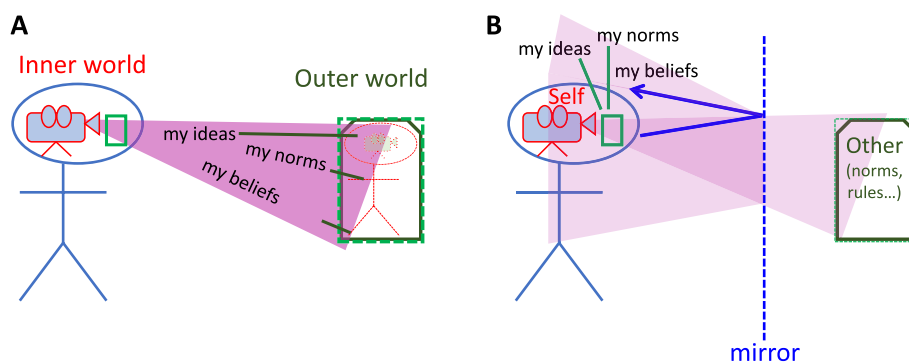 A
Inner world
Outer world
my ideas
my norms
my beliefs
B
my norms
my ideas
my beliefs
Self
Other
(norms,
rules...)
mirror